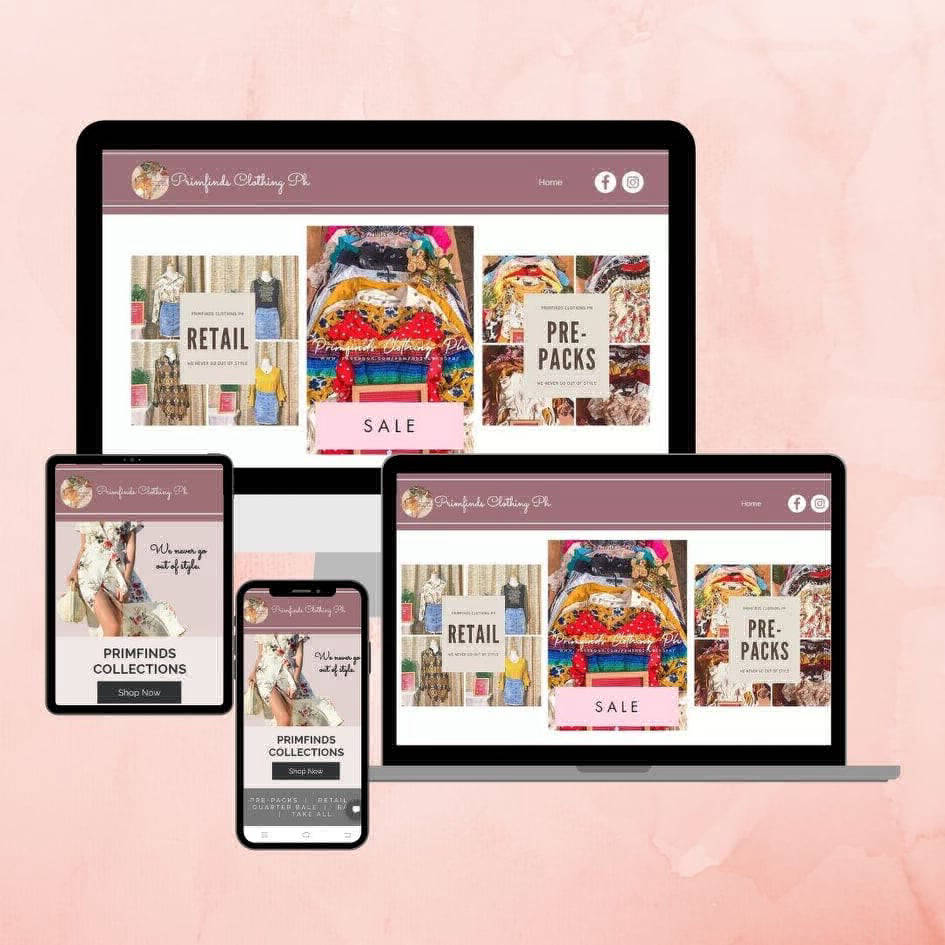 Primfinds Clothing Ph
Home
PRIMFINDS CLOTHING PH
RETAIL
WE NEVER GO OUT OF STYLE
Primfinds Clothing Ph
SALE
PRIMFINDS CLOTHING PH
PRE-
PACKS
WE NEVER GO OUT OF STYLE
Primfinds Clothing Ph
We never go
out of style.
PRIMFINDS
COLLECTIONS
Shop Now
Primfinds Clothing Ph
We never go
out of style.
PRIMFINDS
COLLECTIONS
Shop Now
PRE-PACKS | RETAIL
QUARTER BALE |
| TAKE ALL
Primfinds Clothing Ph
Home
PRIMFINDS CLOTHING PH
RETAIL
WE NEVER GO OUT OF STYLE
Primfinds Clothing Ph
SALE
PRIMFINDS CLOTHING PH
PRE-
PACKS
WE NEVER GO OUT OF STYLE